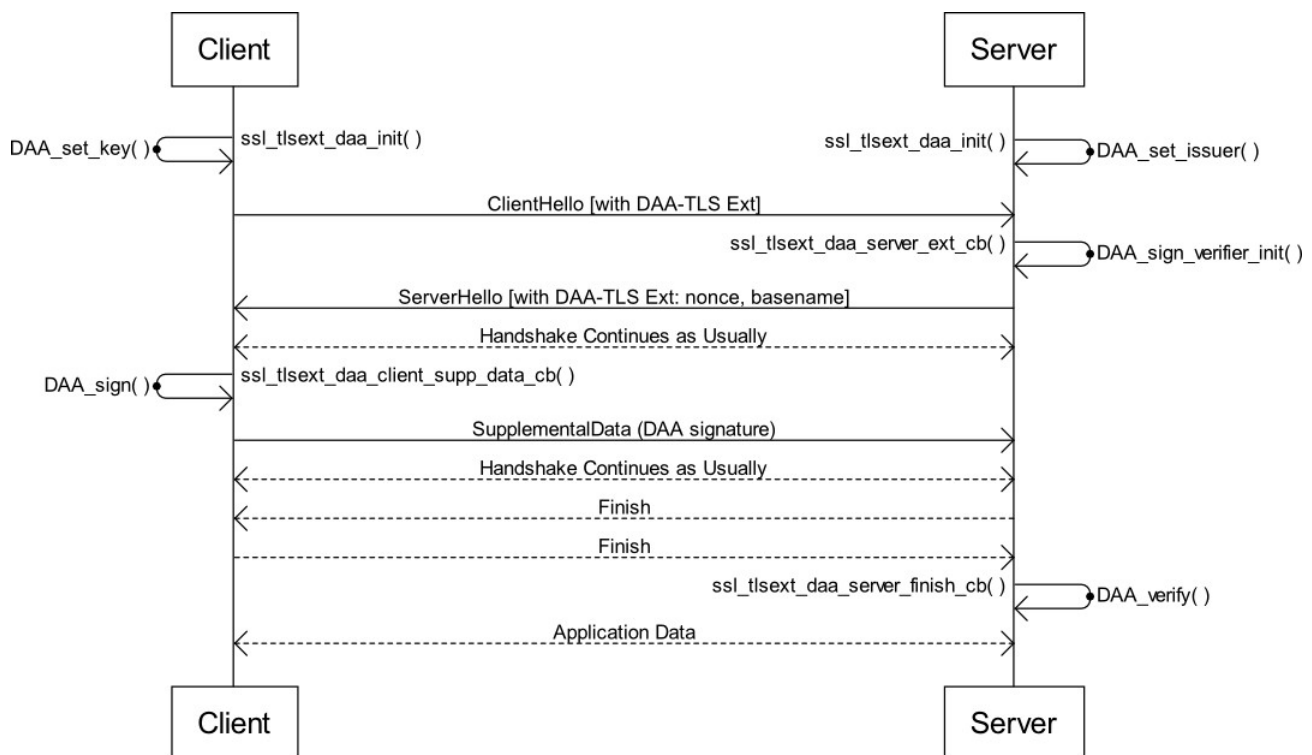 Client
Server
DAA_set_key( )
ssl_tlsext_daa_init( )
ssl_tlsext_daa_init( )
DAA_set_issuer( )
ClientHello [with DAA-TLS Ext]
ssl_tlsext_daa_server_ext_cb( )
DAA_sign_verifier_init( )
ServerHello [with DAA-TLS Ext: nonce, basename]
Handshake Continues as Usually
DAA_sign( )
ssl_tlsext_daa_client_supp_data_cb( )
SupplementalData (DAA signature)
Handshake Continues as Usually
Finish
Finish
ssl_tlsext_daa_server_finish_cb( )
DAA_verify( )
Application Data
Client
Server